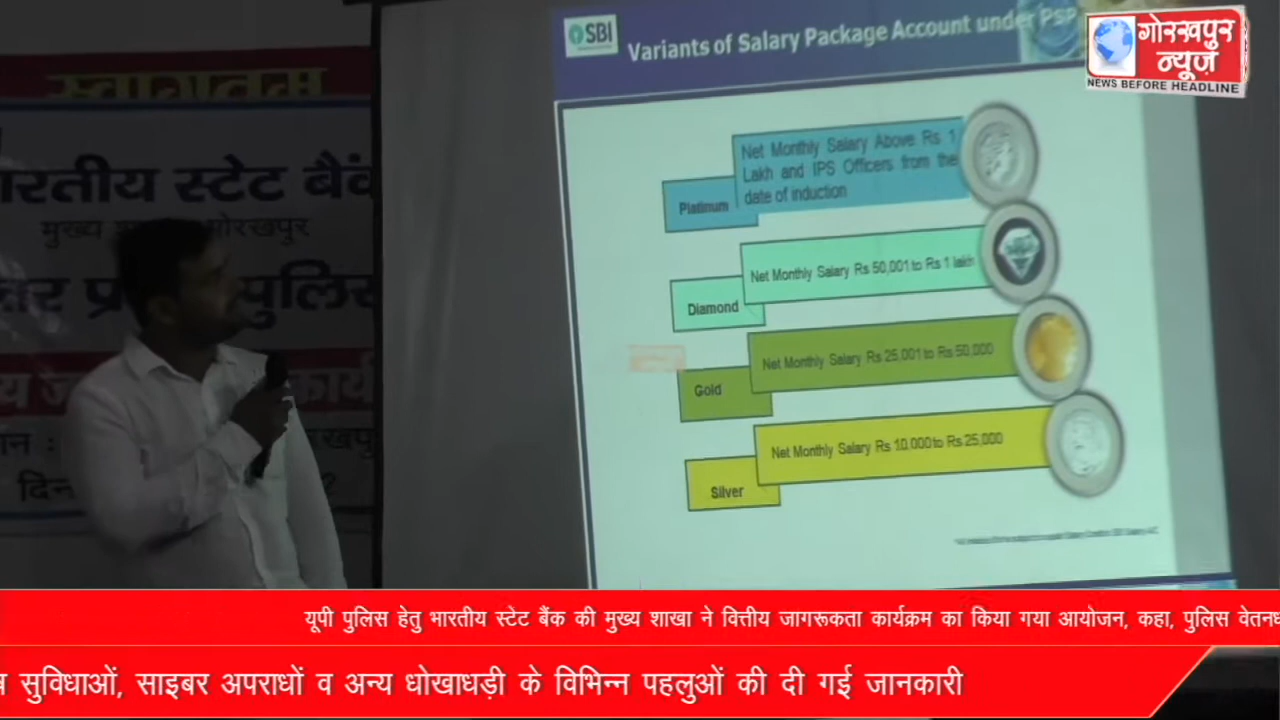 SBI
Variants of Salary Package Account under PSP
गोरखपुर
न्यूज़
NEWS BEFORE HEADLINE
स्वागतम
Net Monthly Salary Above Rs 1
Lakh and IPS Officers from the
date of induction
Platinum
Net Monthly Salary Rs 50,001 to Rs 1 lakh
Diamond
Net Monthly Salary Rs 25,001 to Rs 50,000
Gold
Net Monthly Salary Rs 10,000 to Rs 25,000
Silver
ारतीय स्टेट बैंक
मुख्य गोरखपुर
तर प्र पुलिस
य ज कार्य
रखपु
दिन
यूपी पुलिस हेतु भारतीय स्टेट बैंक की मुख्य शाखा ने वित्तीय जागरूकता कार्यक्रम का किया गया आयोजन, कहा, पुलिस वेतनध
सुविधाओं, साइबर अपराधों व अन्य धोखाधड़ी के विभिन्न पहलुओं की दी गई जानकारी